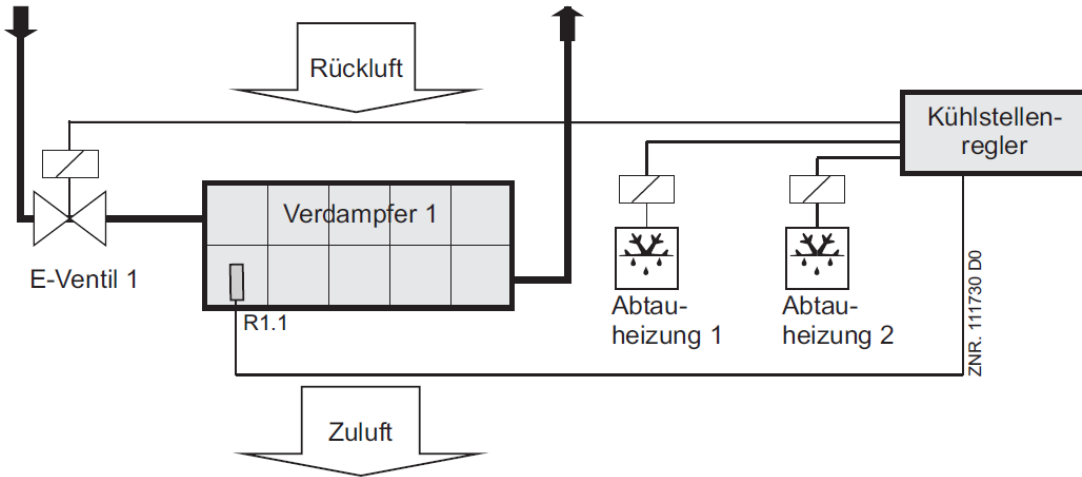 Rückluft
Kühlstellen-
regler
Verdampfer 1
E-Ventil 1
R1.1
Abtau-
heizung 1
Abtau-
heizung 2
ZNR. 111730 D0
Zuluft